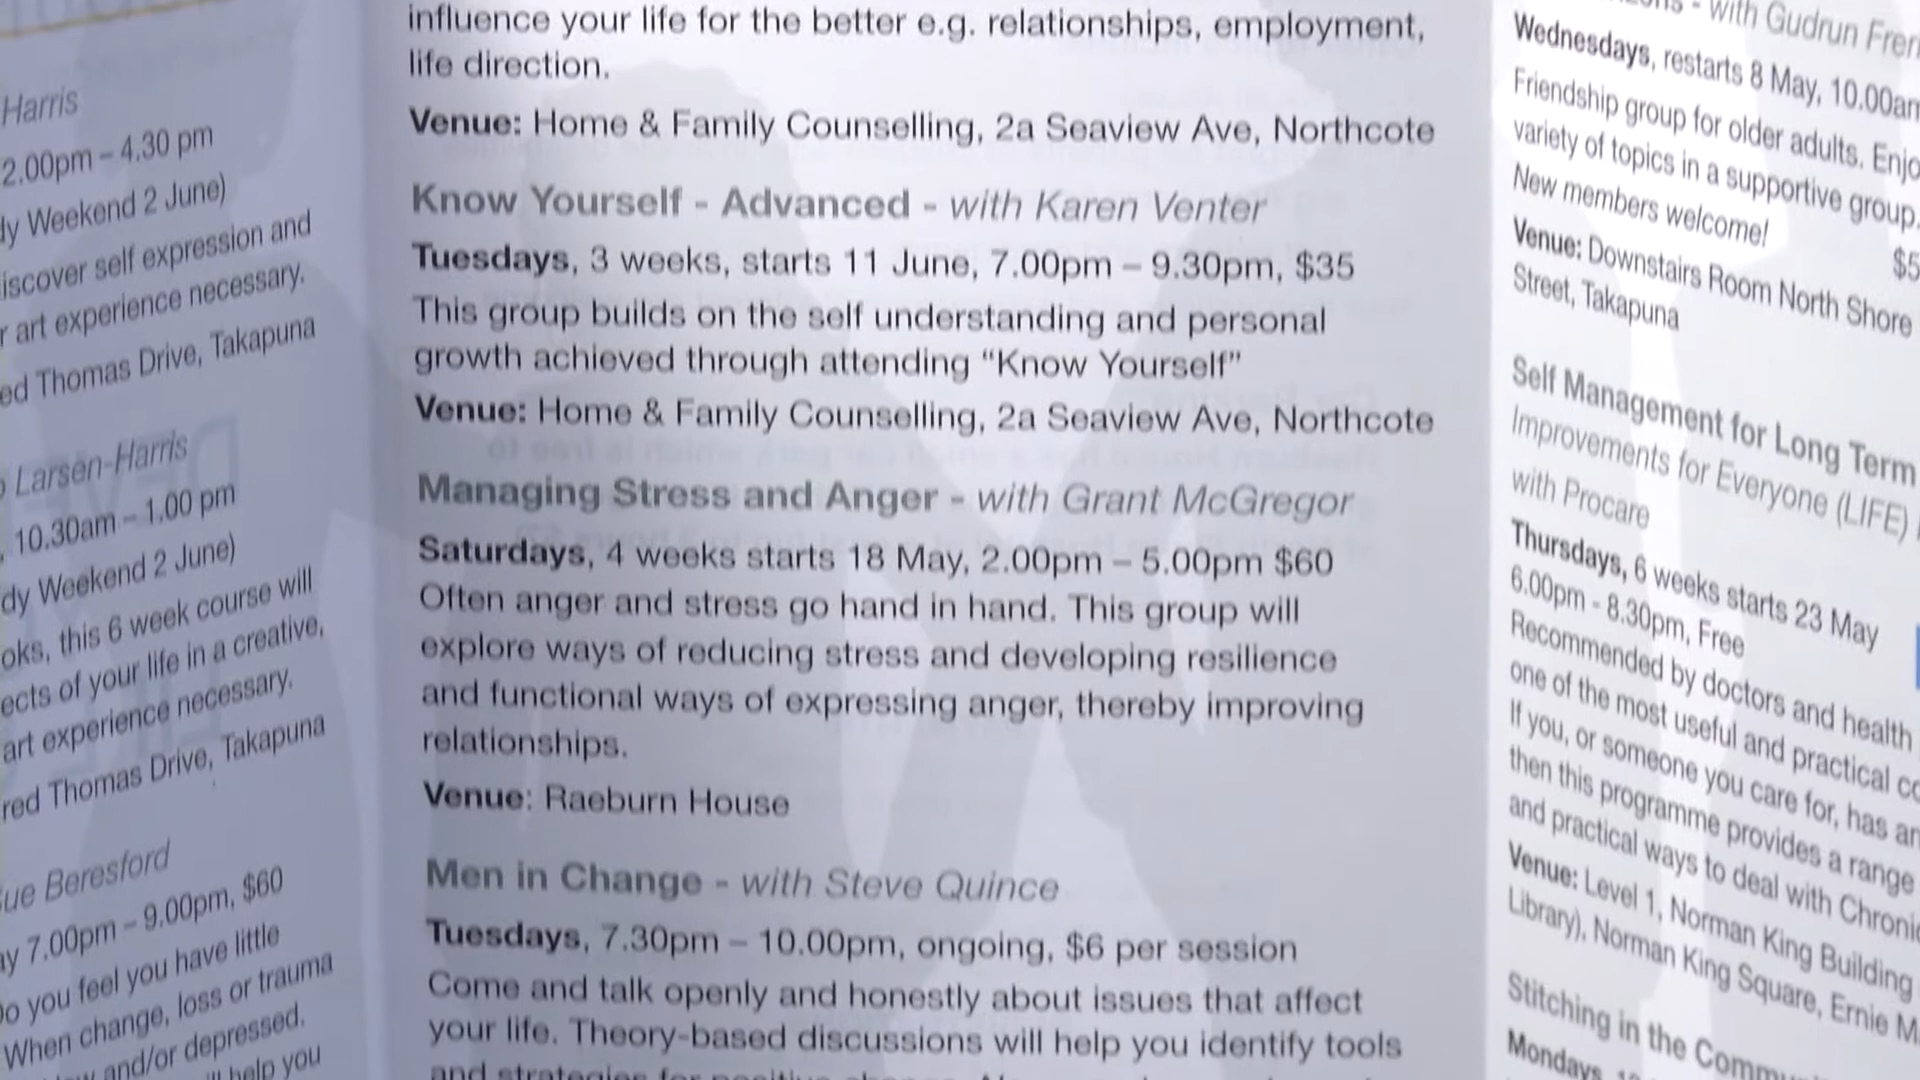 Harris
2.00pm – 4.30 pm
Weekend 2 June)
self expression and
art experience necessary.
Thomas Drive, Takapuna
Larsen-Harris
10.30am – 1.00 pm
Weekend 2 June)
this 6 week course will
of your life in a creative,
art experience necessary.
Thomas Drive, Takapuna
Beresford
7.00pm – 9.00pm, $60
you feel you have little
When change, loss or trauma
and/or depressed.
help you
influence your life for the better e.g. relationships, employment,
life direction.
Venue: Home & Family Counselling, 2a Seaview Ave, Northcote
Know Yourself - Advanced - with Karen Venter
Tuesdays, 3 weeks, starts 11 June, 7.00pm – 9.30pm, $35
This group builds on the self understanding and personal
growth achieved through attending “Know Yourself”
Venue: Home & Family Counselling, 2a Seaview Ave, Northcote
Managing Stress and Anger - with Grant McGregor
Saturdays, 4 weeks starts 18 May, 2.00pm – 5.00pm $60
Often anger and stress go hand in hand. This group will
explore ways of reducing stress and developing resilience
and functional ways of expressing anger, thereby improving
relationships.
Venue: Raeburn House
Men in Change - with Steve Quince
Tuesdays, 7.30pm – 10.00pm, ongoing, $6 per session
Come and talk openly and honestly about issues that affect
your life. Theory-based discussions will help you identify tools
and strategies for positive
- with Gudrun
Wednesdays, restarts 8 May, 10.00am
Friendship group for older adults.
variety of topics in a supportive group.
New members welcome! $5
Venue: Downstairs Room North Shore
Street, Takapuna
Self Management for Long Term
Improvements for Everyone (LIFE)
with Procare
Thursdays, 6 weeks starts 23 May
6.00pm - 8.30pm, Free
Recommended by doctors and health
one of the most useful and practical
If you, or someone you care for, has
then this programme provides a range
and practical ways to deal with
Venue: Level 1, Norman King Building
Library), Norman King Square, Ernie
Stitching in the
Mondays